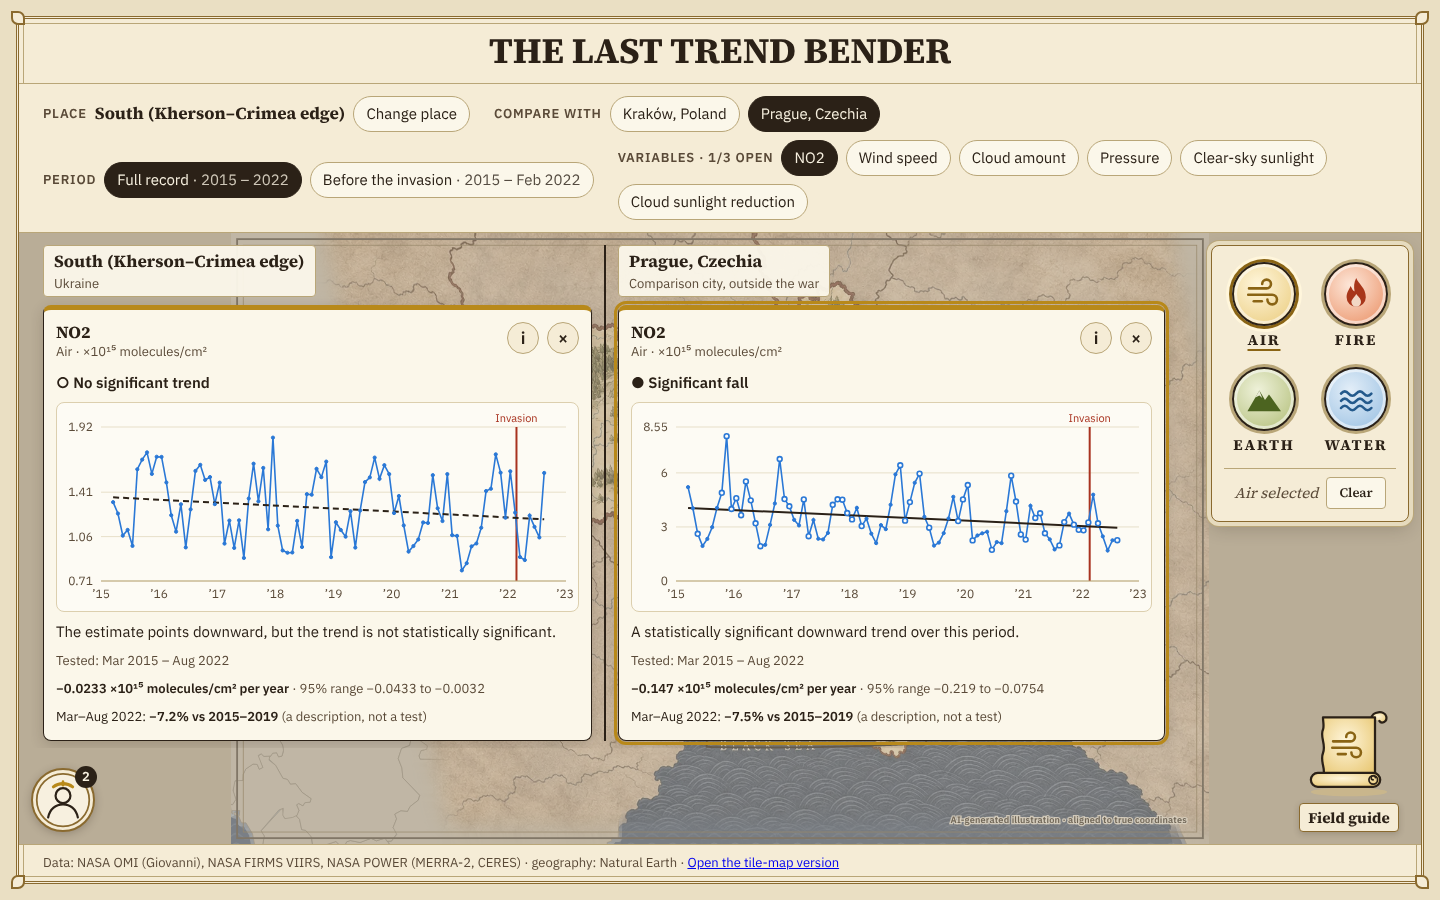 THE LAST TREND BENDER
PLACE South (Kherson–Crimea edge) Change place COMPARE WITH Kraków, Poland Prague, Czechia
PERIOD Full record · 2015 – 2022 Before the invasion · 2015 – Feb 2022
VARIABLES · 1/3 OPEN NO2 Wind speed Cloud amount Pressure Clear-sky sunlight
Cloud sunlight reduction
South (Kherson–Crimea edge)
Ukraine
NO2
Air · ×10¹⁵ molecules/cm²
i ×
No significant trend
Invasion
1.92
1.41
1.06
0.71
’15 ’16 ’17 ’18 ’19 ’20 ’21 ’22 ’23
The estimate points downward, but the trend is not statistically significant.
Tested: Mar 2015 – Aug 2022
−0.0233 ×10¹⁵ molecules/cm² per year · 95% range −0.0433 to −0.0032
Mar–Aug 2022: −7.2% vs 2015–2019 (a description, not a test)
Prague, Czechia
Comparison city, outside the war
NO2
Air · ×10¹⁵ molecules/cm²
i ×
Significant fall
Invasion
8.55
6
3
0
’15 ’16 ’17 ’18 ’19 ’20 ’21 ’22 ’23
A statistically significant downward trend over this period.
Tested: Mar 2015 – Aug 2022
−0.147 ×10¹⁵ molecules/cm² per year · 95% range −0.219 to −0.0754
Mar–Aug 2022: −7.5% vs 2015–2019 (a description, not a test)
AIR FIRE
EARTH WATER
Air selected Clear
BLACK SEA
2
AI-generated illustration · aligned to true coordinates
Field guide
Data: NASA OMI (Giovanni), NASA FIRMS VIIRS, NASA POWER (MERRA-2, CERES) · geography: Natural Earth · Open the tile-map version